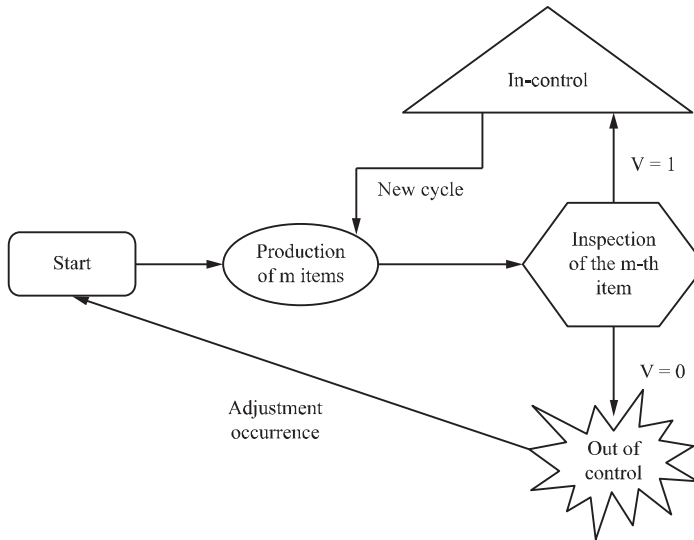 In-control
V = 1
New cycle
Start
Production
of m items
Inspection
of the m-th
item
V = 0
Adjustment
occurrence
Out of
control